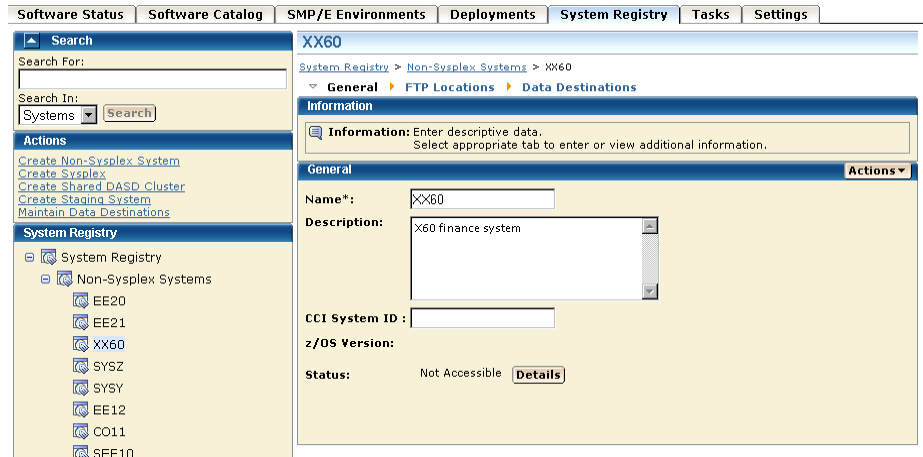 Software Status Software Catalog SMP/E Environments Deployments System Registry Tasks Settings
Search
Search For:
Search In:
Systems Search
Actions
Create Non-Sysplex System
Create Sysplex
Create Shared DASD Cluster
Create Staging System
Maintain Data Destinations
System Registry
System Registry
Non-Sysplex Systems
EE20
EE21
XX60
SYSZ
SYSY
EE12
CO11
SEE10
XX60
System Registry > Non-Sysplex Systems > XX60
General FTP Locations Data Destinations
Information
Information: Enter descriptive data.
Select appropriate tab to enter or view additional information.
General Actions
Name*: XX60
Description: X60 finance system
CCI System ID :
z/OS Version:
Status: Not Accessible Details